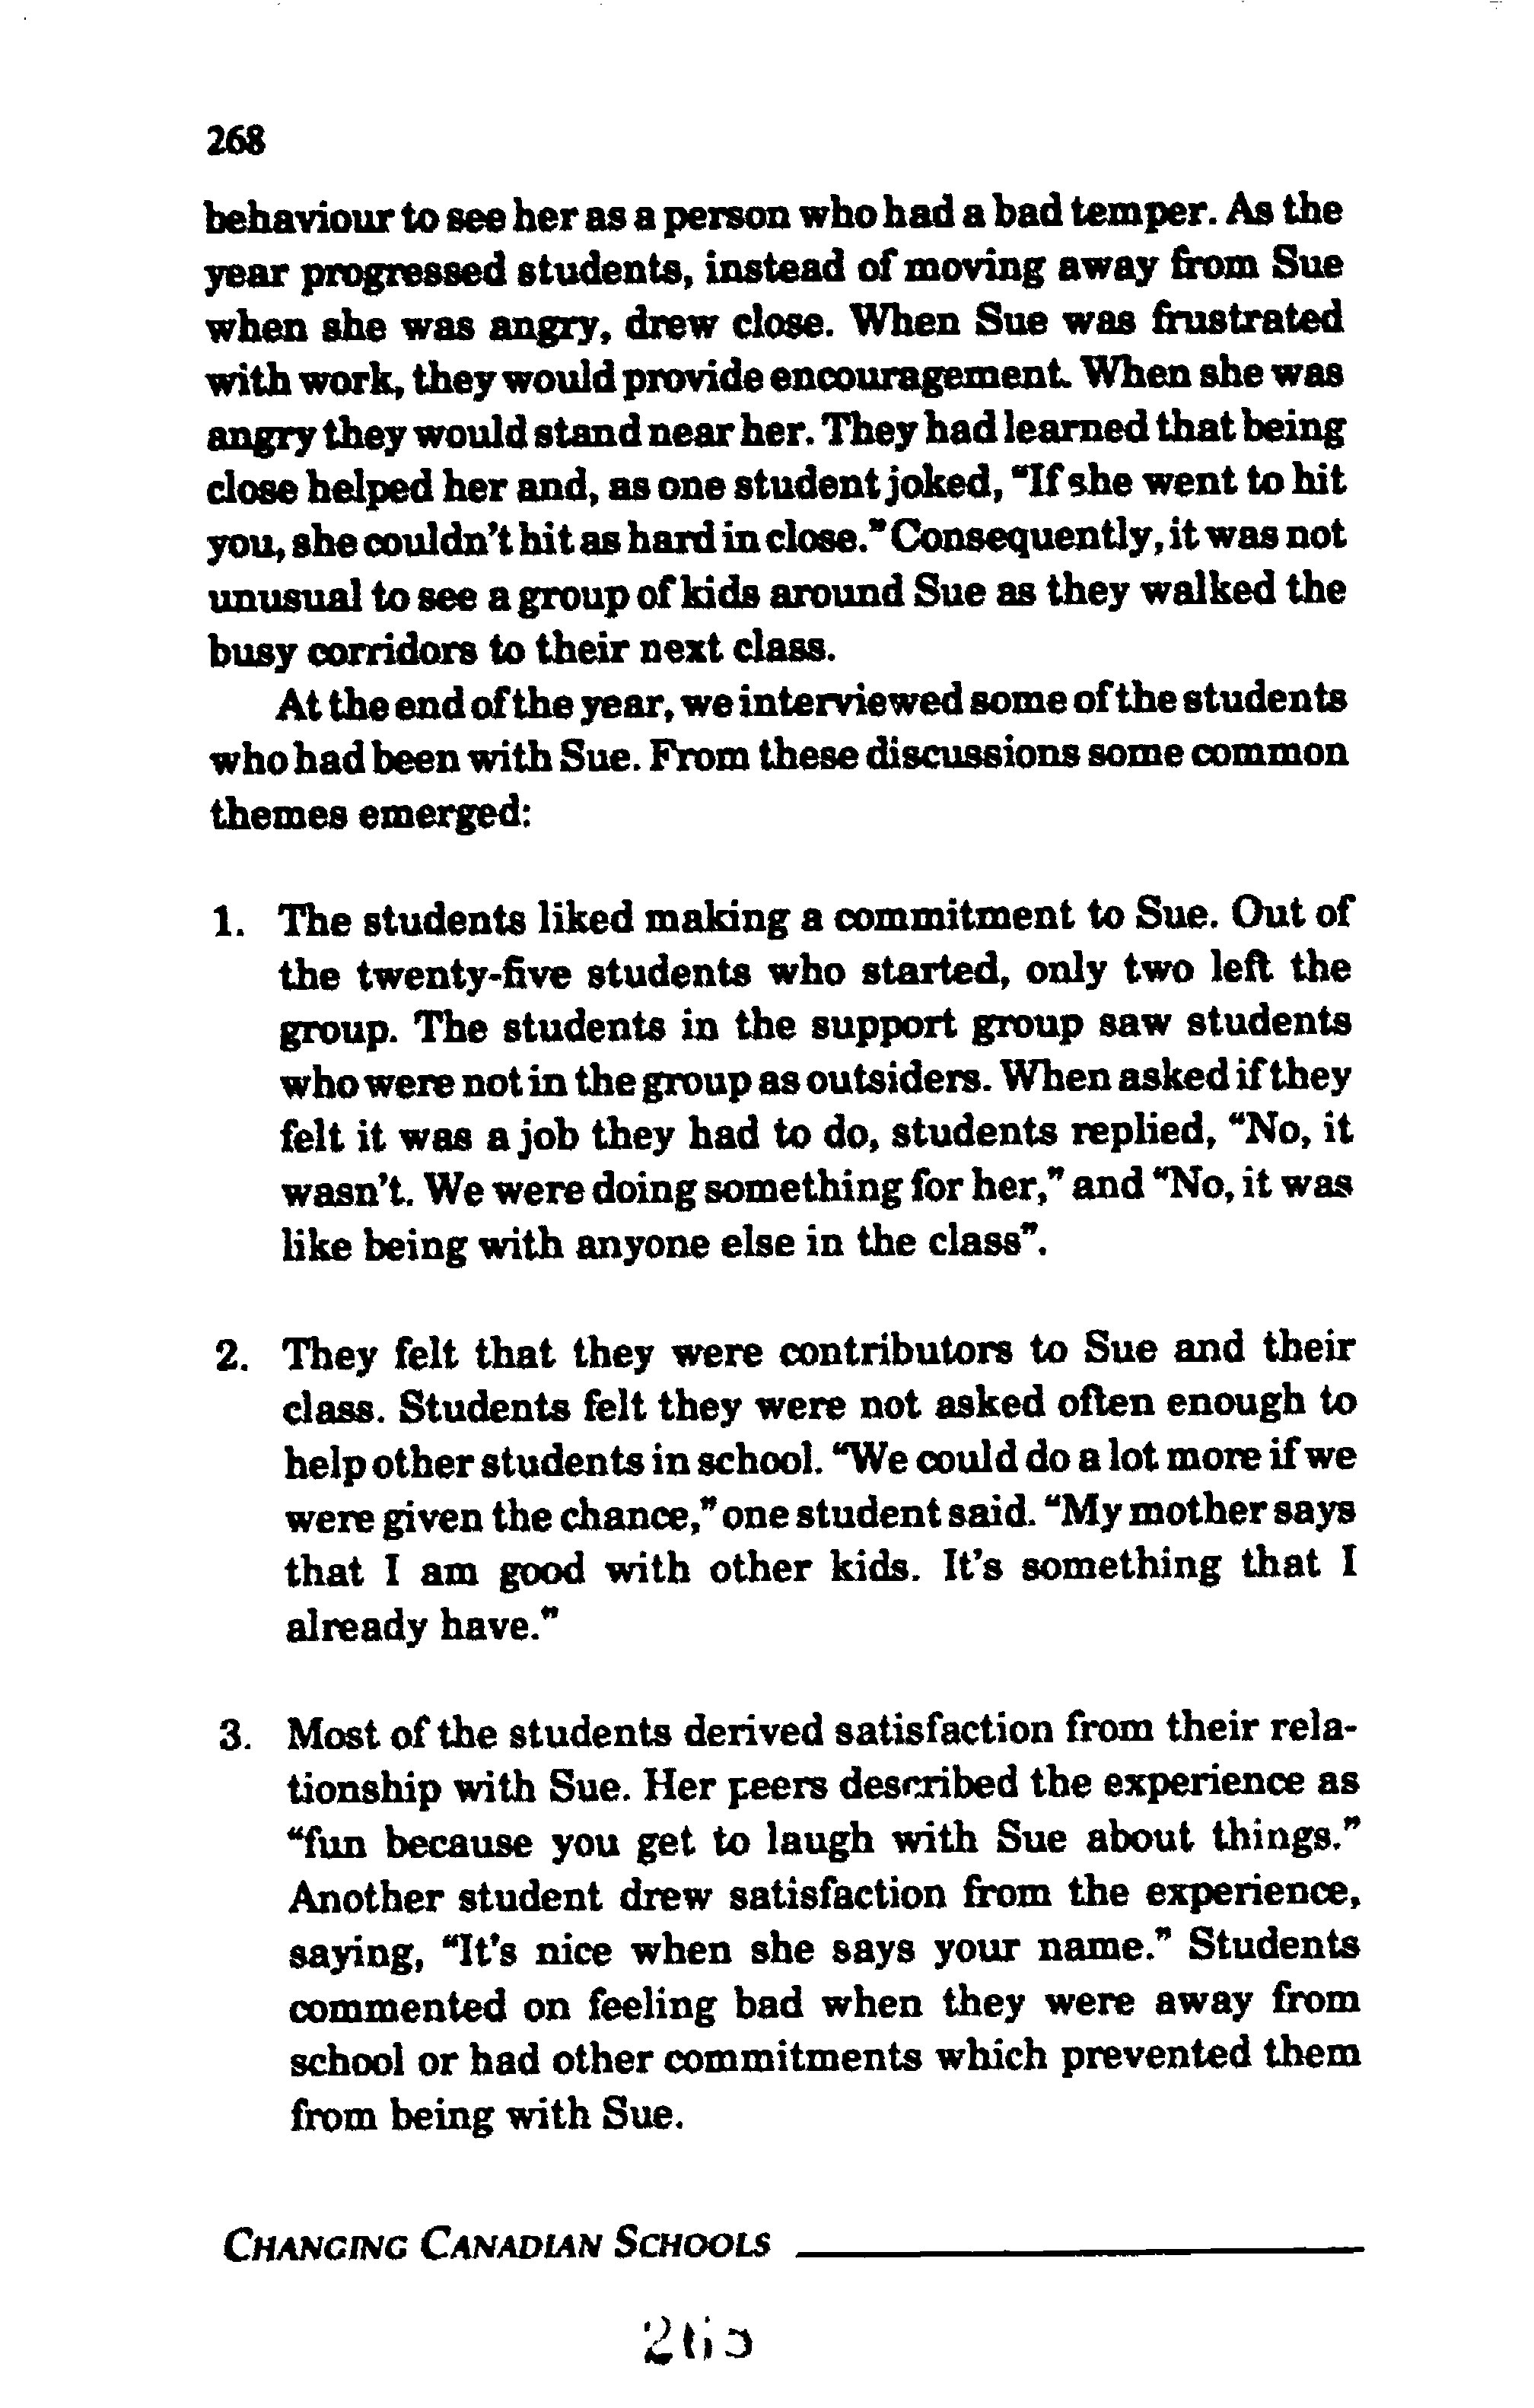 268
behaviour to see her as a person who had a bad temper. As the
year progressed students, instead of moving away from Sue
when she was angry, drew close. When Sue was frustrated
with work, they would provide encouragement. When she was
angry they would stand near her. They had learned that being
close helped her and, as one student joked, "If she went to hit
you, she couldn't hit as hard in close." Consequently, it was not
unusual to see a group of kids around Sue as they walked the
busy corridors to their next class.
At the end of the year, we interviewed some of the students
who had been with Sue. From these discussions some common
themes emerged:
1. The students liked making a commitment to Sue. Out of
the twenty-five students who started, only two left the
group. The students in the support group saw students
who were not in the group as outsiders. When asked if they
felt it was a job they had to do, students replied, "No, it
wasn't. We were doing something for her," and "No, it was
like being with anyone else in the class".
2. They felt that they were contributors to Sue and their
class. Students felt they were not asked often enough to
help other students in school. "We could do a lot more if we
were given the chance," one student said. "My mother says
that I am good with other kids. It's something that I
already have."
3. Most of the students derived satisfaction from their rela-
tionship with Sue. Her peers described the experience as
"fun because you get to laugh with Sue about things."
Another student drew satisfaction from the experience,
saying, "It's nice when she says your name." Students
commented on feeling bad when they were away from
school or had other commitments which prevented them
from being with Sue.
CHANGING CANADIAN SCHOOLS